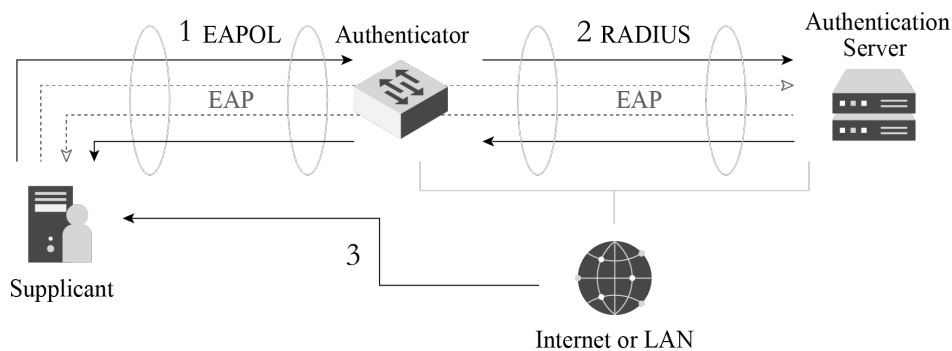 1 EAPOL
Authenticator
2 RADIUS
Authentication
Server
EAP
EAP
Supplicant
3
Internet or LAN